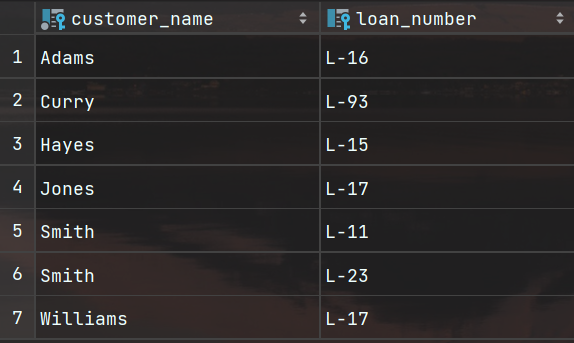 customer_name loan_number
1 Adams L-16
2 Curry L-93
3 Hayes L-15
4 Jones L-17
5 Smith L-11
6 Smith L-23
7 Williams L-17